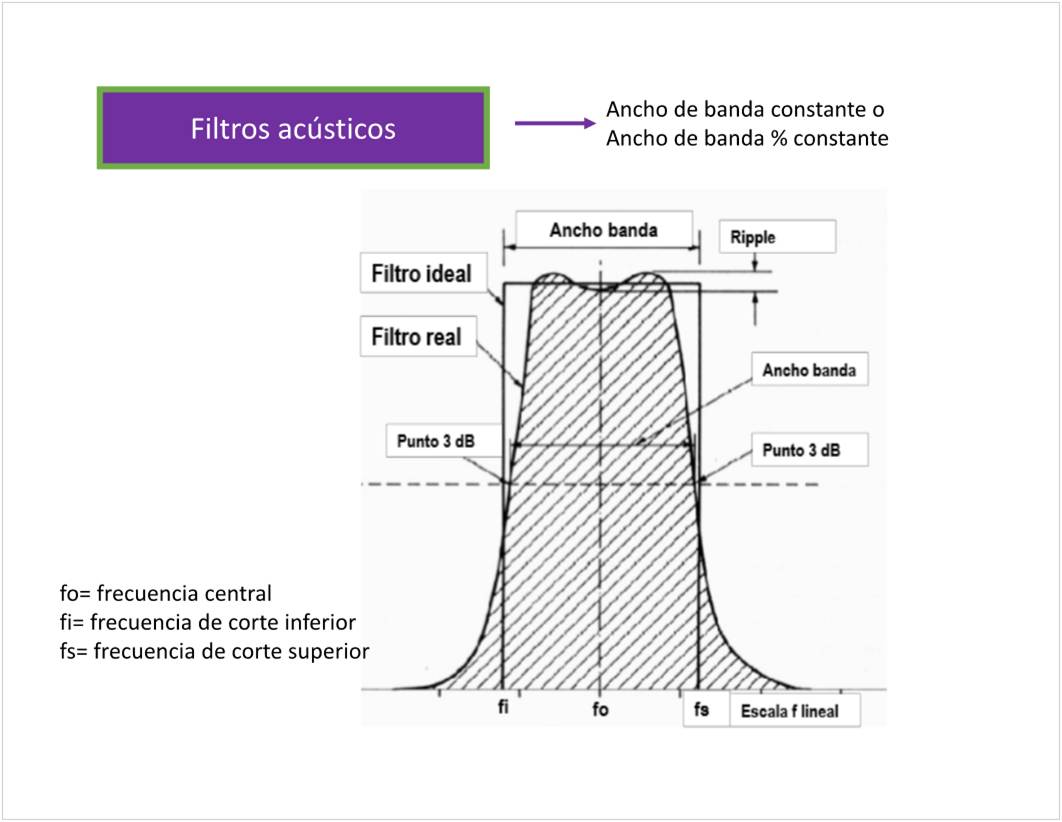 Filtros acústicos
Ancho de banda constante o
Ancho de banda % constante
Ancho banda
Ripple
Filtro ideal
Filtro real
Ancho banda
Punto 3 dB
Punto 3 dB
fo= frecuencia central
fi= frecuencia de corte inferior
fs= frecuencia de corte superior
fi
fo
fs
Escala f lineal